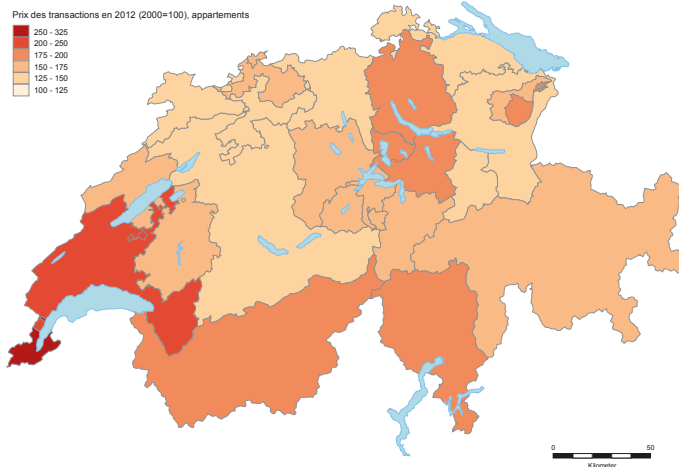 Prix des transactions en 2012 (2000=100), appartements
250 - 325
200 - 250
175 - 200
150 - 175
125 - 150
100 - 125
0 50
Kilometer